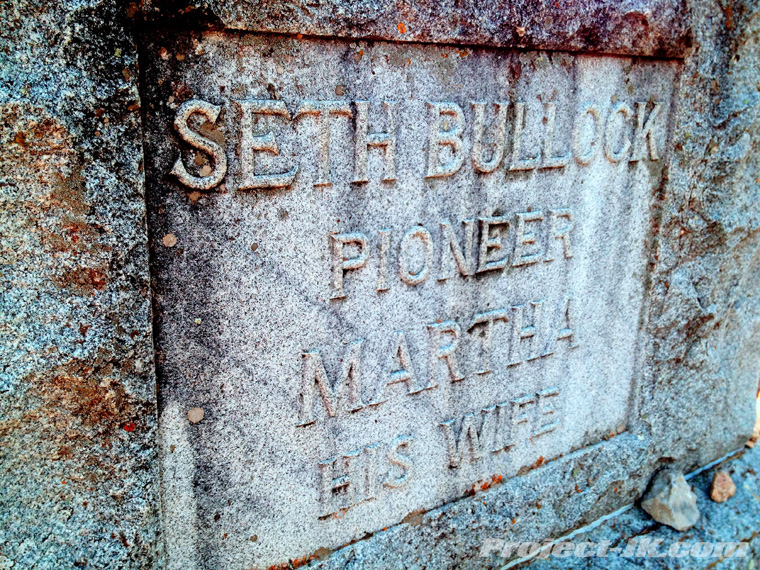 SETH BULLOCK
PIONEER
MARTHA
HIS WIFE
Project-JK.com